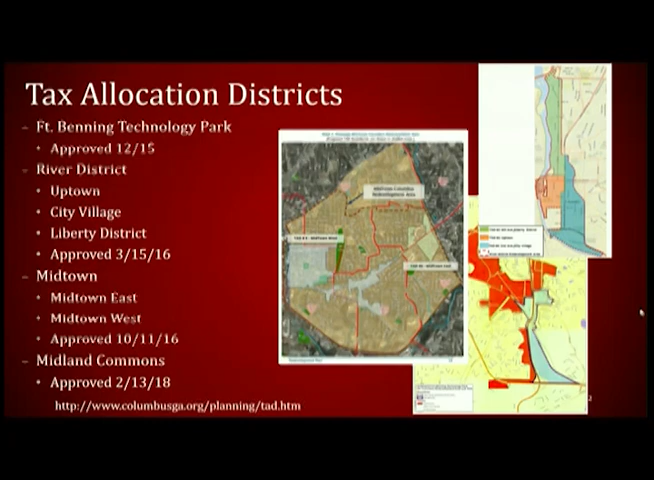 Tax Allocation Districts
– Ft. Benning Technology Park
• Approved 12/15
– River District
• Uptown
• City Village
• Liberty District
• Approved 3/15/16
– Midtown
• Midtown East
• Midtown West
• Approved 10/11/16
– Midland Commons
• Approved 2/13/18
http://www.columbusga.org/planning/tad.htm